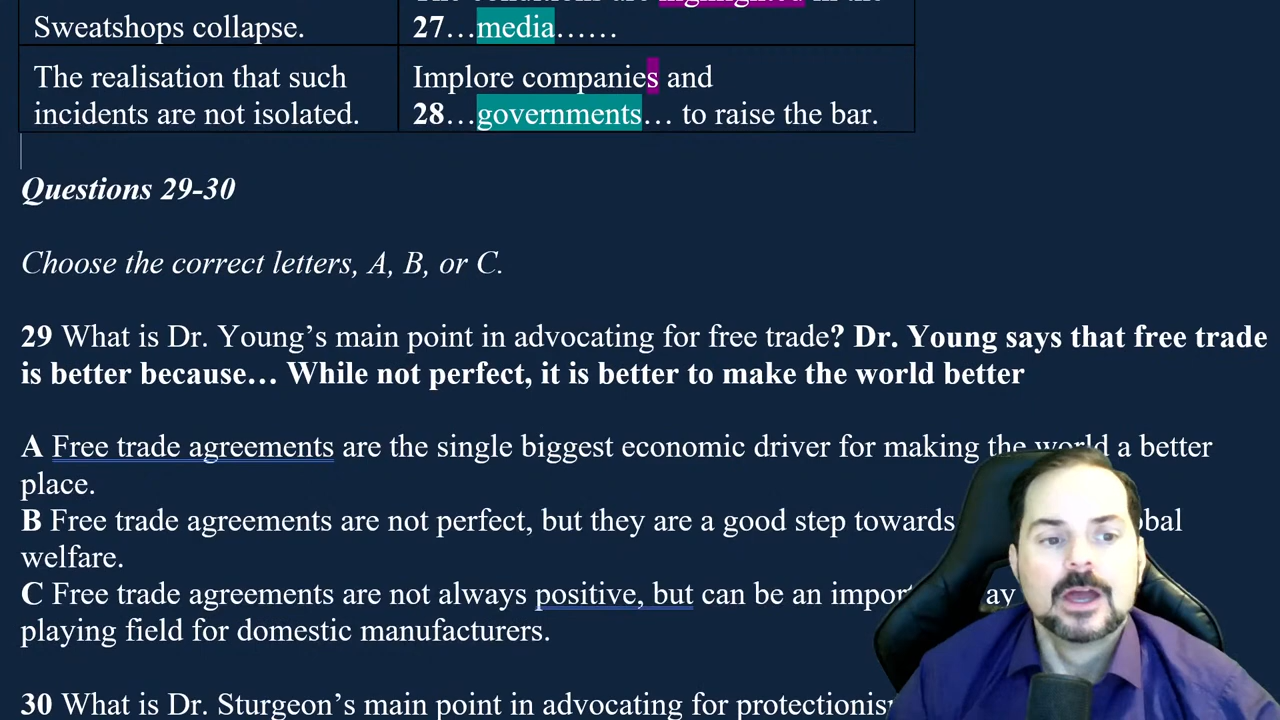 Sweatshops collapse.
27…media……
The realisation that such
incidents are not isolated.
Implore companies and
28…governments… to raise the bar.
Questions 29-30
Choose the correct letters, A, B, or C.
29 What is Dr. Young’s main point in advocating for free trade? Dr. Young says that free trade
is better because… While not perfect, it is better to make the world better
A Free trade agreements are the single biggest economic driver for making the world a better
place.
B Free trade agreements are not perfect, but they are a good step towards
welfare.
C Free trade agreements are not always positive, but can be an
playing field for domestic manufacturers.
30 What is Dr. Sturgeon’s main point in advocating for